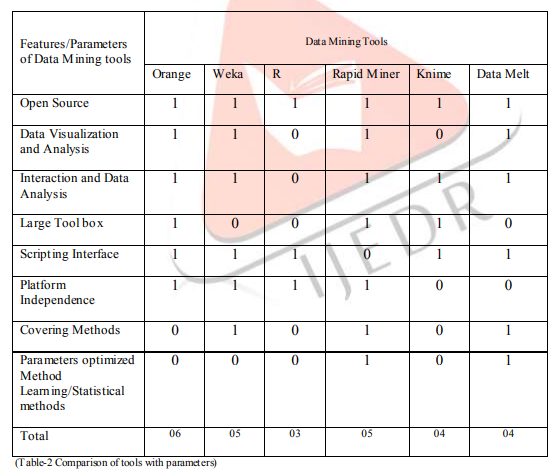 Features/Parameters of Data Mining tools | Data Mining Tools
Orange | Weka | R | Rapid Miner | Knime | Data Melt
Open Source | 1 | 1 | 1 | 1 | 1 | 1
Data Visualization and Analysis | 1 | 1 | 0 | 1 | 0 | 1
Interaction and Data Analysis | 1 | 1 | 0 | 1 | 1 | 1
Large Tool box | 1 | 0 | 0 | 1 | 1 | 0
Scripting Interface | 1 | 1 | 1 | 0 | 1 | 1
Platform Independence | 1 | 1 | 1 | 1 | 0 | 0
Covering Methods | 0 | 1 | 0 | 1 | 0 | 1
Parameters optimized Method Learning/Statistical methods | 0 | 0 | 0 | 1 | 0 | 1
Total | 06 | 05 | 03 | 05 | 04 | 04
(Table-2 Comparison of tools with parameters)
IJEDR